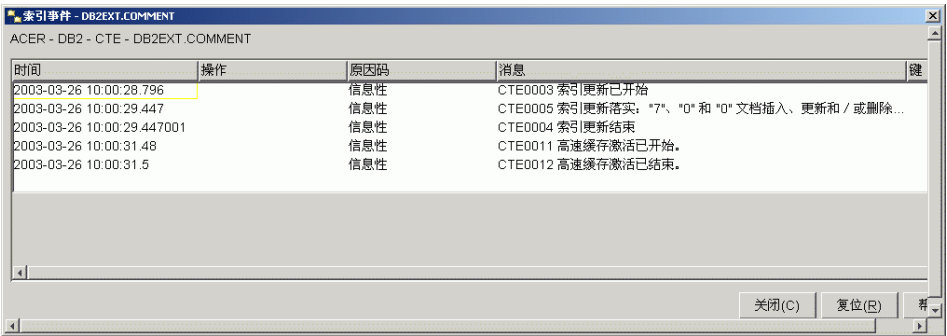 索引事件 - DB2EXT.COMMENT
ACER - DB2 - CTE - DB2EXT.COMMENT
时间 操作 原因码 消息 键
2003-03-26 10:00:28.796 信息性 CTE0003 索引更新已开始
2003-03-26 10:00:29.447 信息性 CTE0005 索引更新落实："7"、"0" 和 "0" 文档插入、更新和 / 或删除...
2003-03-26 10:00:29.447001 信息性 CTE0004 索引更新结束
2003-03-26 10:00:31.48 信息性 CTE0011 高速缓存激活已开始。
2003-03-26 10:00:31.5 信息性 CTE0012 高速缓存激活已结束。
关闭(C) 复位(R)